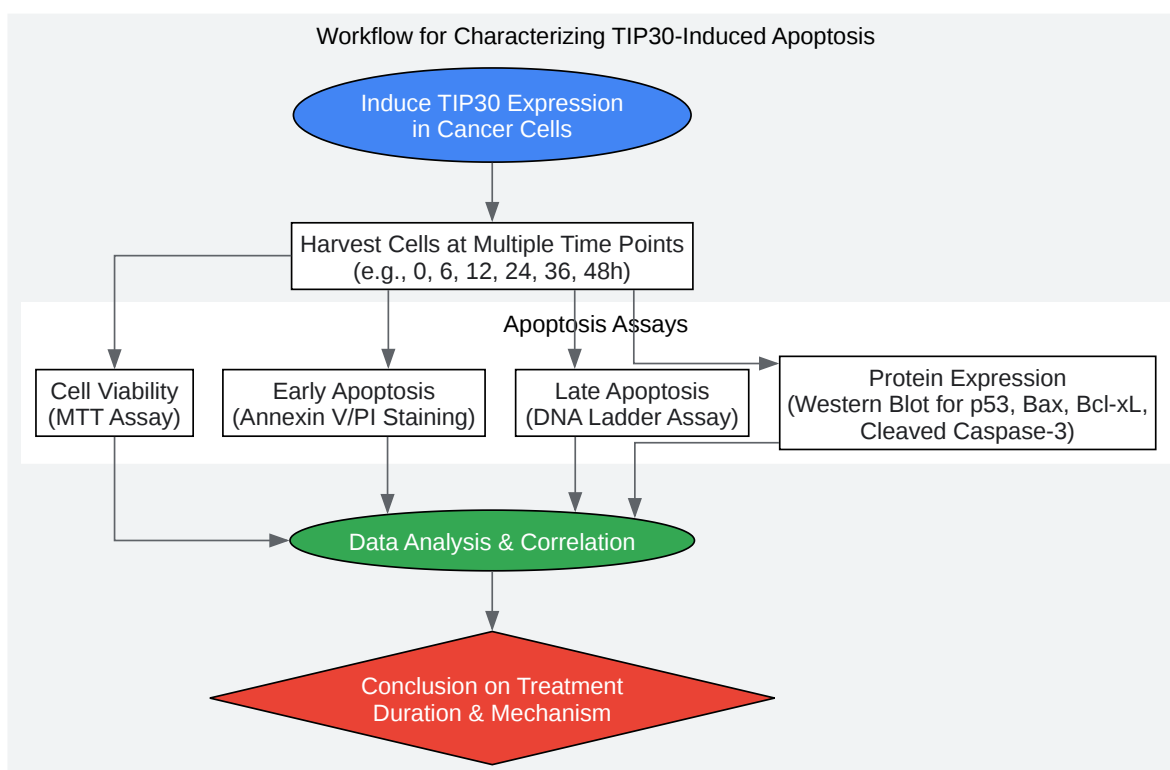 Workflow for Characterizing TIP30-Induced Apoptosis
Induce TIP30 Expression
in Cancer Cells
Harvest Cells at Multiple Time Points
(e.g., 0, 6, 12, 24, 36, 48h)
Apoptosis Assays
Cell Viability
(MTT Assay)
Early Apoptosis
(Annexin V/PI Staining)
Late Apoptosis
(DNA Ladder Assay)
Protein Expression
(Western Blot for p53, Bax, Bcl-xL,
Cleaved Caspase-3)
Data Analysis & Correlation
Conclusion on Treatment
Duration & Mechanism